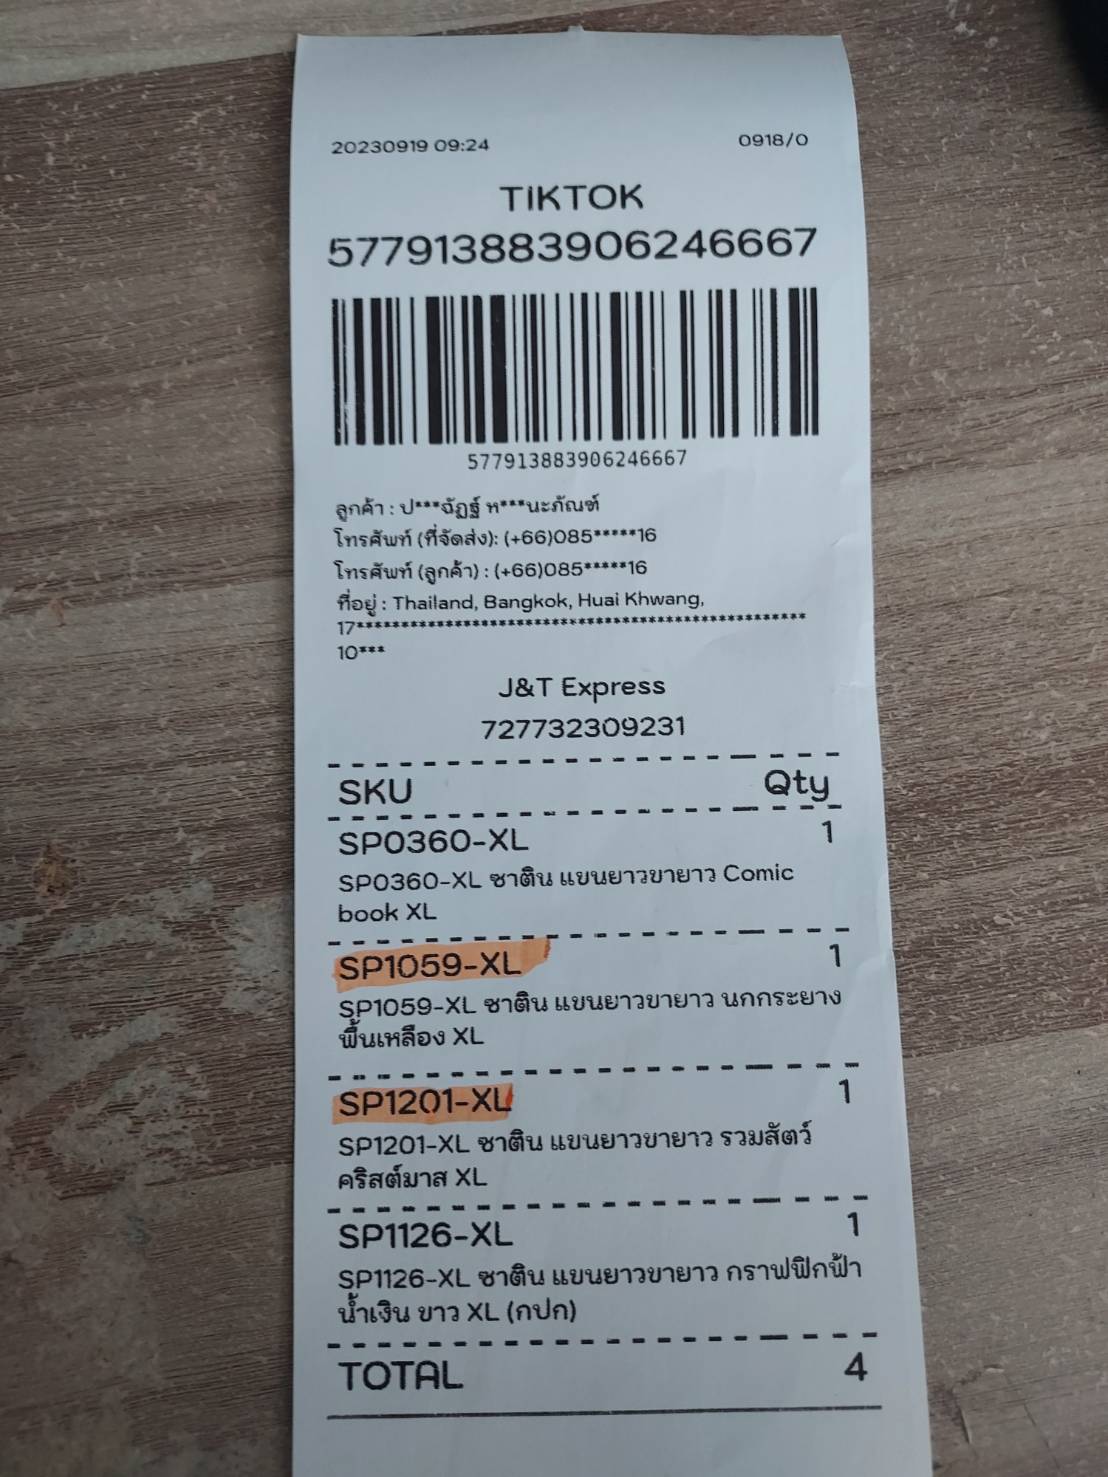 20230919 09:24 0918/0
TIKTOK
577913883906246667
577913883906246667
ลูกค้า : ป***ฉัฏฐ์ ห***นะภัณฑ์
โทรศัพท์ (ที่จัดส่ง): (+66)085*****16
โทรศัพท์ (ลูกค้า) : (+66)085*****16
ที่อยู่ : Thailand, Bangkok, Huai Khwang,
17**************************************************
10***
J&T Express
727732309231
SKU Qty
SP0360-XL 1
SP0360-XL ซาติน แขนยาวขายาว Comic
book XL
SP1059-XL 1
SP1059-XL ซาติน แขนยาวขายาว นกกระยาง
พื้นเหลือง XL
SP1201-XL 1
SP1201-XL ซาติน แขนยาวขายาว รวมสัตว์
คริสต์มาส XL
SP1126-XL 1
SP1126-XL ซาติน แขนยาวขายาว กราฟฟิกฟ้า
น้ำเงิน ขาว XL (กปก)
TOTAL 4